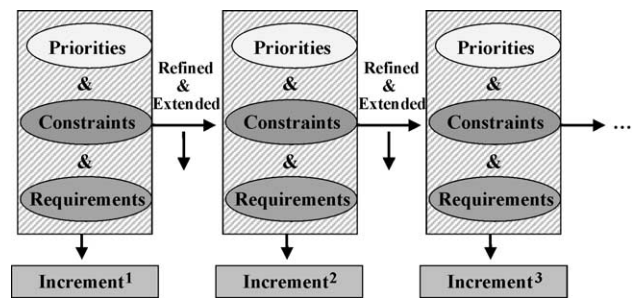 Priorities
&
Constraints
&
Requirements
Increment1
Refined
&
Extended
Priorities
&
Constraints
&
Requirements
Increment2
Refined
&
Extended
Priorities
&
Constraints
&
Requirements
Increment3
...